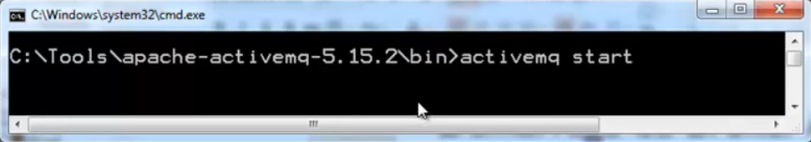 C:\Windows\system32\cmd.exe
C:\Tools\apache-activemq-5.15.2\bin>activemq start